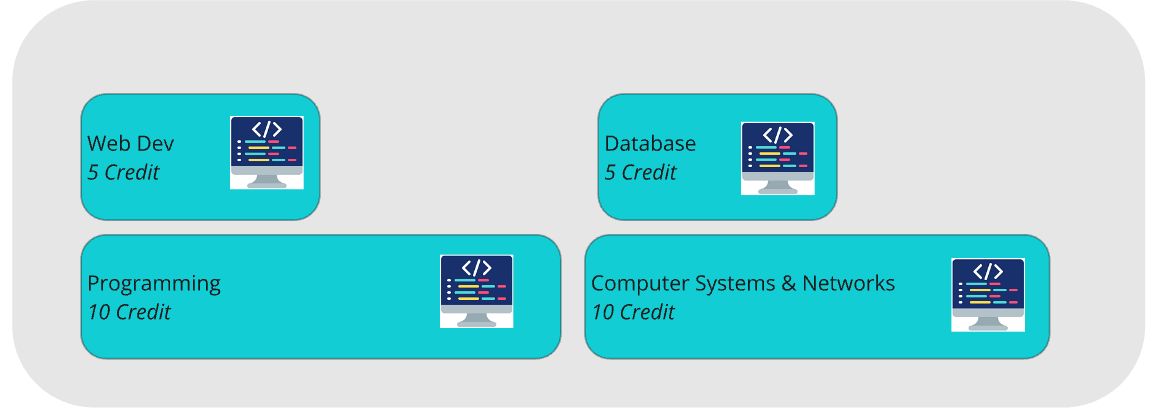 Web Dev
5 Credit
Database
5 Credit
Programming
10 Credit
Computer Systems & Networks
10 Credit